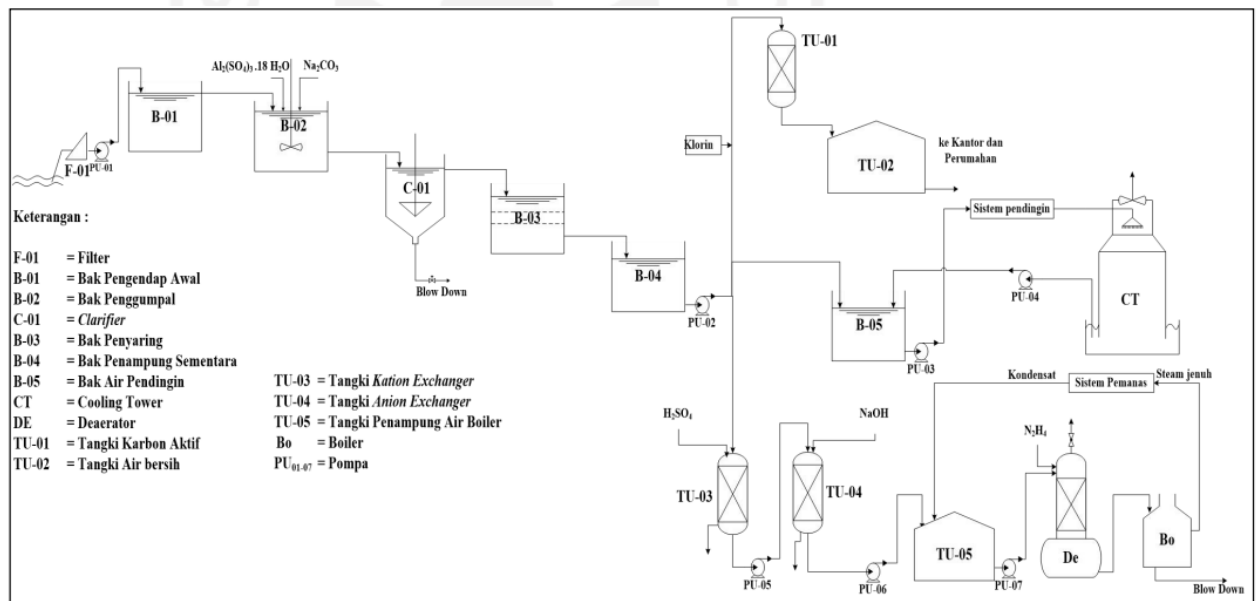 TU-01
Al₂(SO₄)₃ .18 H₂O
Na₂CO₃
B-01
B-02
F-01
PU-01
Klorin
TU-02
ke Kantor dan
Perumahan
C-01
B-03
Sistem pendingin
Blow Down
B-04
PU-02
B-05
PU-03
PU-04
CT
Keterangan :
F-01 = Filter
B-01 = Bak Pengendap Awal
B-02 = Bak Penggumpal
C-01 = Clarifier
B-03 = Bak Penyaring
B-04 = Bak Penampung Sementara
B-05 = Bak Air Pendingin
CT = Cooling Tower
DE = Deaerator
TU-01 = Tangki Karbon Aktif
TU-02 = Tangki Air bersih
TU-03 = Tangki Kation Exchanger
TU-04 = Tangki Anion Exchanger
TU-05 = Tangki Penampung Air Boiler
Bo = Boiler
PU₀₁₋₀₇ = Pompa
Kondensat
Sistem Pemanas
Steam jenuh
H₂SO₄
NaOH
N₂H₄
TU-03
TU-04
TU-05
De
Bo
PU-05
PU-06
PU-07
Blow Down